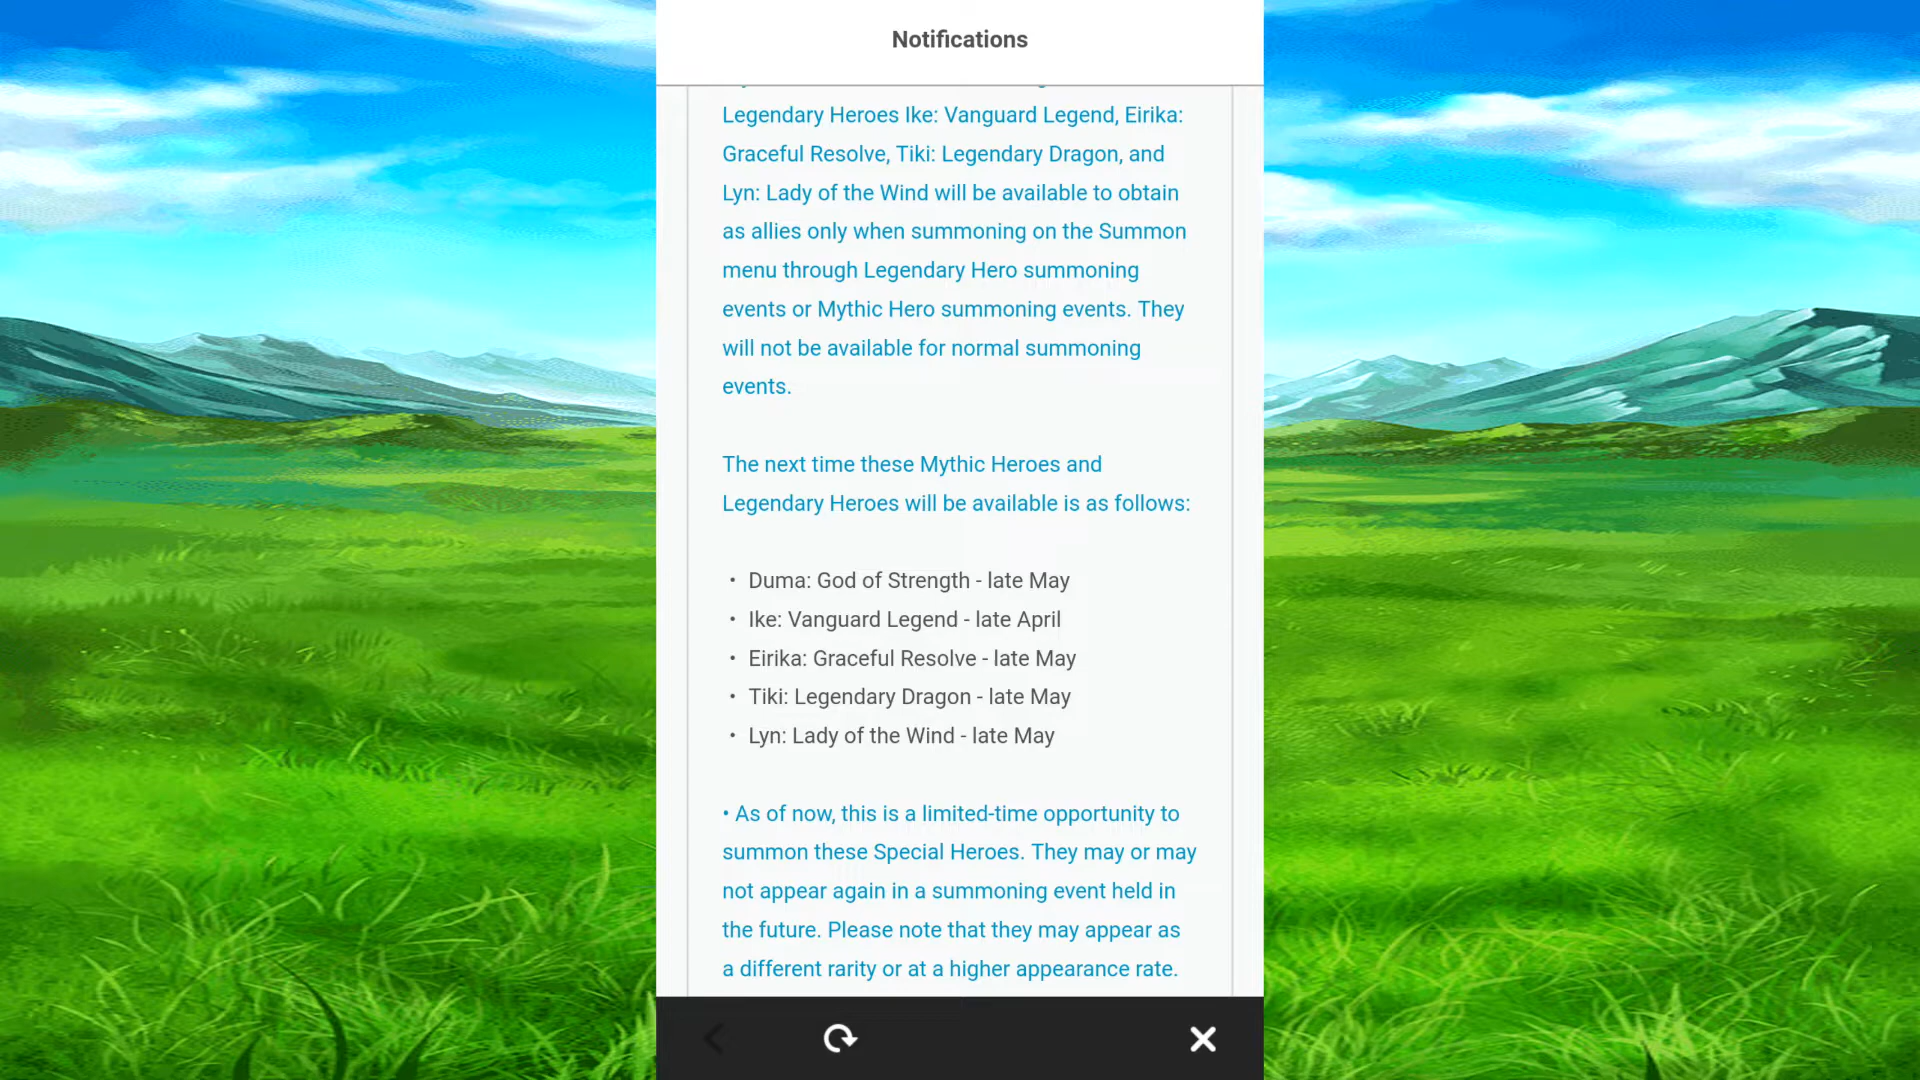 Notifications
Legendary Heroes Ike: Vanguard Legend, Eirika:
Graceful Resolve, Tiki: Legendary Dragon, and
Lyn: Lady of the Wind will be available to obtain
as allies only when summoning on the Summon
menu through Legendary Hero summoning
events or Mythic Hero summoning events. They
will not be available for normal summoning
events.
The next time these Mythic Heroes and
Legendary Heroes will be available is as follows:
・ Duma: God of Strength - late May
・ Ike: Vanguard Legend - late April
・ Eirika: Graceful Resolve - late May
・ Tiki: Legendary Dragon - late May
・ Lyn: Lady of the Wind - late May
• As of now, this is a limited-time opportunity to
summon these Special Heroes. They may or may
not appear again in a summoning event held in
the future. Please note that they may appear as
a different rarity or at a higher appearance rate.